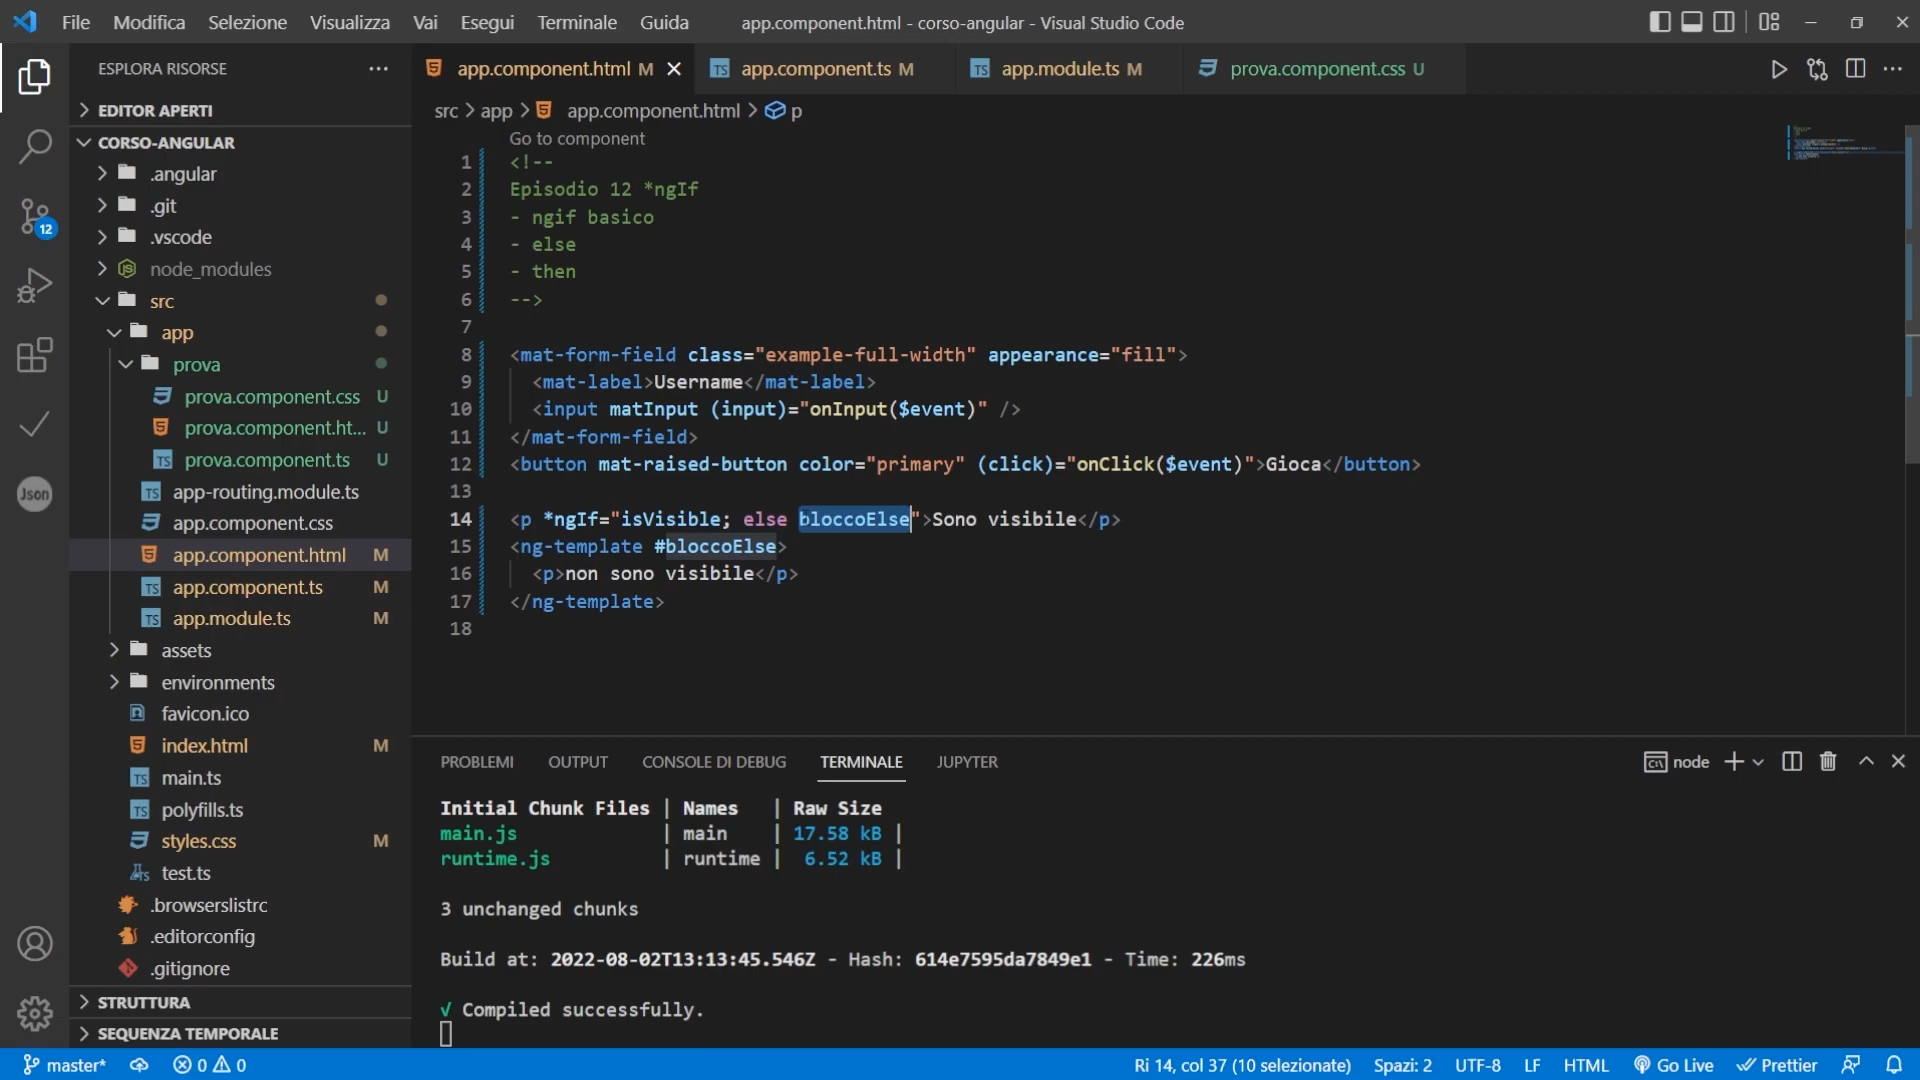 File Modifica Selezione Visualizza Vai Esegui Terminale Guida app.component.html - corso-angular - Visual Studio Code
ESPLORA RISORSE
EDITOR APERTI
CORSO-ANGULAR
.angular
.git
.vscode
node_modules
src
app
prova
prova.component.css U
prova.component.ht... U
prova.component.ts U
app-routing.module.ts
app.component.css
app.component.html M
app.component.ts M
app.module.ts M
assets
environments
favicon.ico
index.html M
main.ts
polyfills.ts
styles.css M
test.ts
.browserslistrc
.editorconfig
.gitignore
STRUTTURA
SEQUENZA TEMPORALE
12
Json
app.component.html M app.component.ts M app.module.ts M prova.component.css U
src > app > app.component.html > p
Go to component
1 <!--
2 Episodio 12 *ngIf
3 - ngif basico
4 - else
5 - then
6 -->
7
8 <mat-form-field class="example-full-width" appearance="fill">
9 <mat-label>Username</mat-label>
10 <input matInput (input)="onInput($event)" />
11 </mat-form-field>
12 <button mat-raised-button color="primary" (click)="onClick($event)">Gioca</button>
13
14 <p *ngIf="isVisible; else bloccoElse">Sono visibile</p>
15 <ng-template #bloccoElse>
16 <p>non sono visibile</p>
17 </ng-template>
18
PROBLEMI OUTPUT CONSOLE DI DEBUG TERMINALE JUPYTER node
Initial Chunk Files | Names | Raw Size
main.js | main | 17.58 kB |
runtime.js | runtime | 6.52 kB |
3 unchanged chunks
Build at: 2022-08-02T13:13:45.546Z - Hash: 614e7595da7849e1 - Time: 226ms
√ Compiled successfully.
master* 0 0 Ri 14, col 37 (10 selezionate) Spazi: 2 UTF-8 LF HTML Go Live Prettier